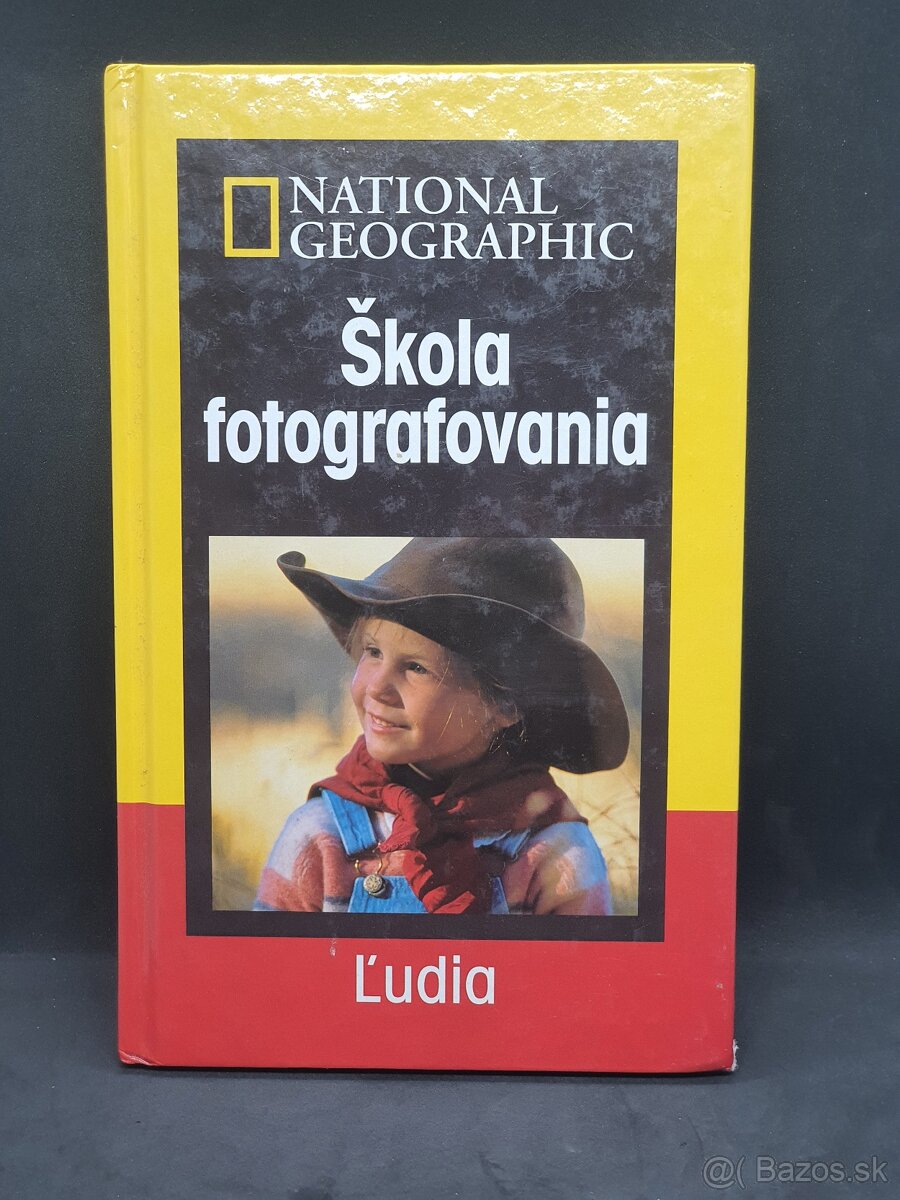 NATIONAL
GEOGRAPHIC
Škola
fotografovania
Ľudia
@( Bazos.sk